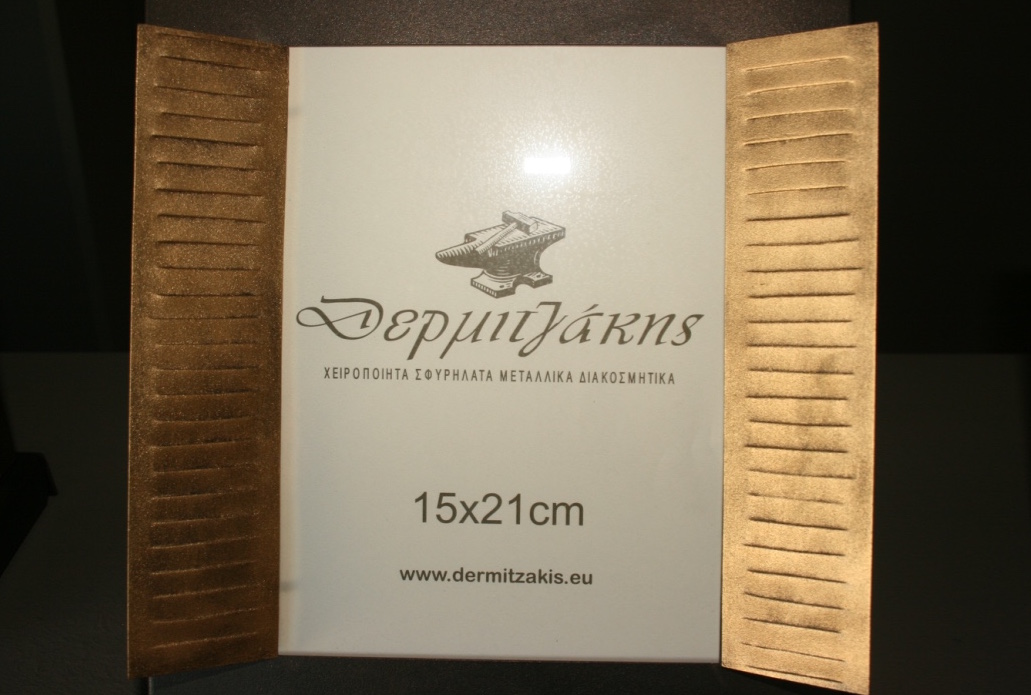 Δερμιτζάκης
ΧΕΙΡΟΠΟΙΗΤΑ ΣΦΥΡΗΛΑΤΑ ΜΕΤΑΛΛΙΚΑ ΔΙΑΚΟΣΜΗΤΙΚΑ
15x21cm
www.dermitzakis.eu